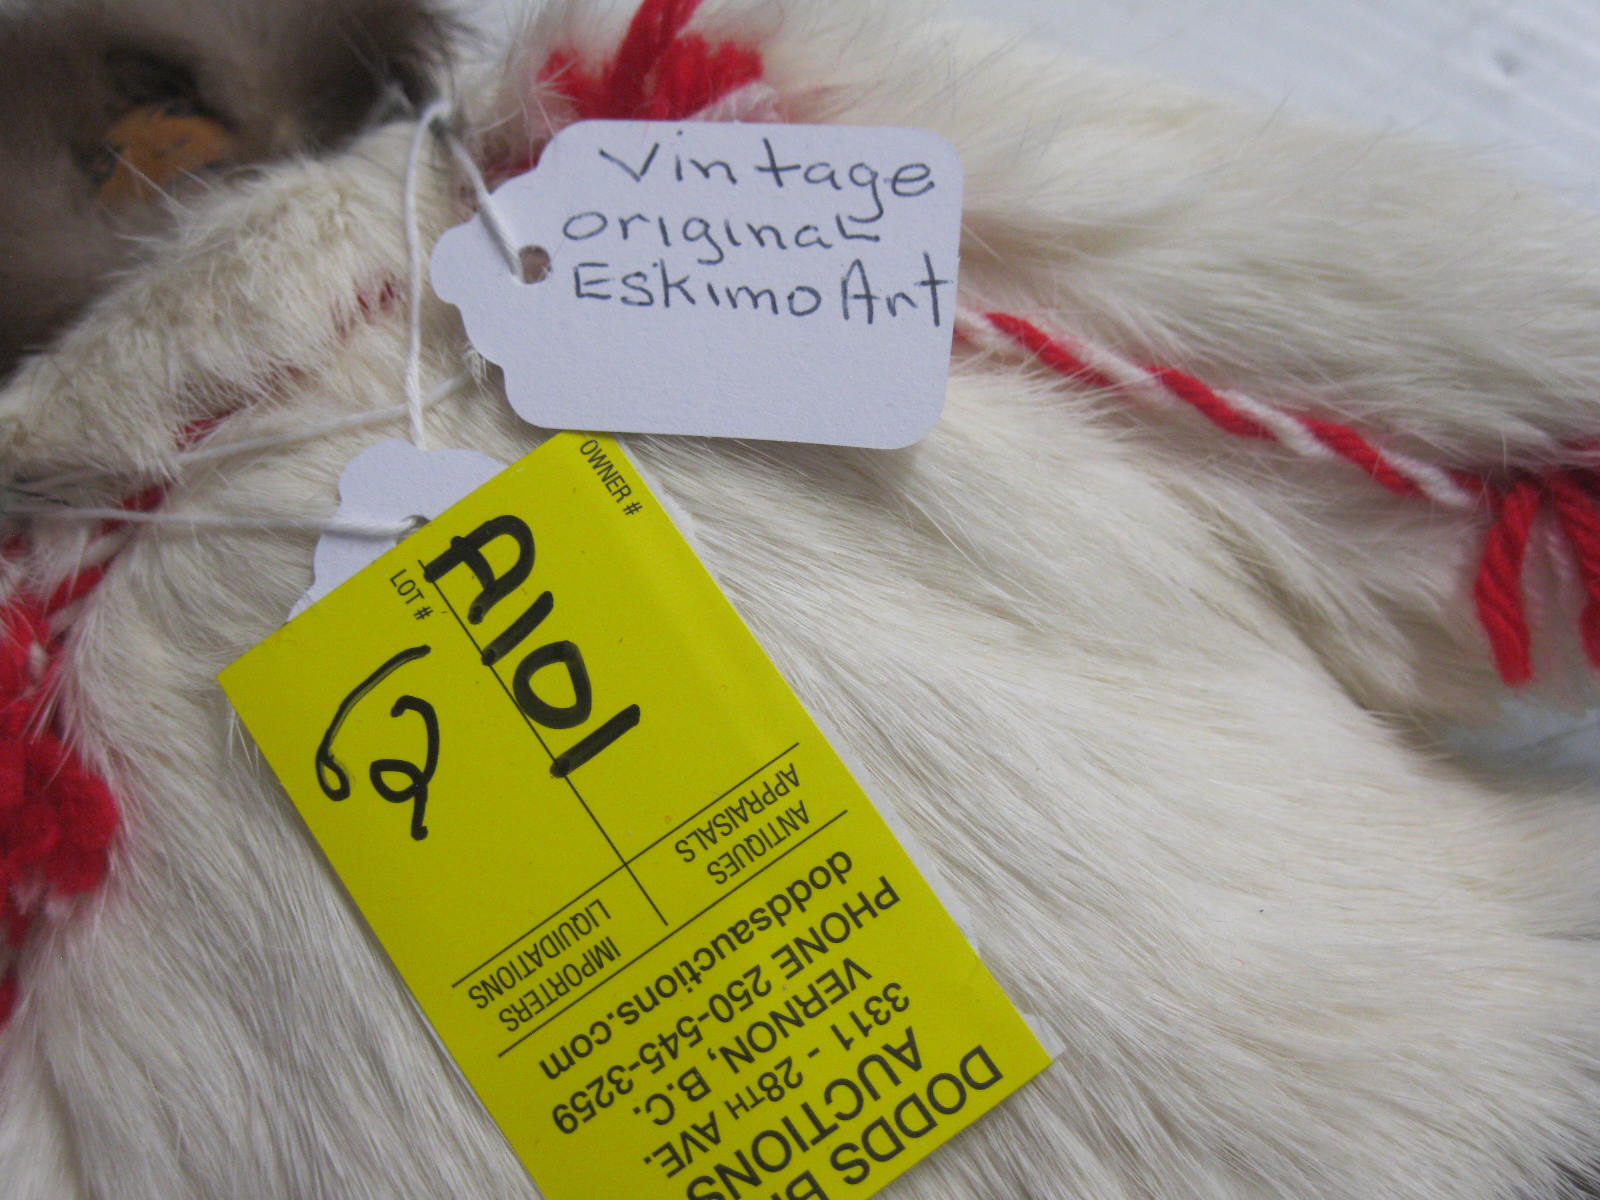 Vintage
original
Eskimo Art
OWNER #
A101
LOT #
ANTIQUES
APPRAISALS
IMPORTERS
LIQUIDATIONS
doddsauctions.com
PHONE 250-545-3259
VERNON, B.C.
3311 - 28TH AVE.
AUCTIONS
DODDS